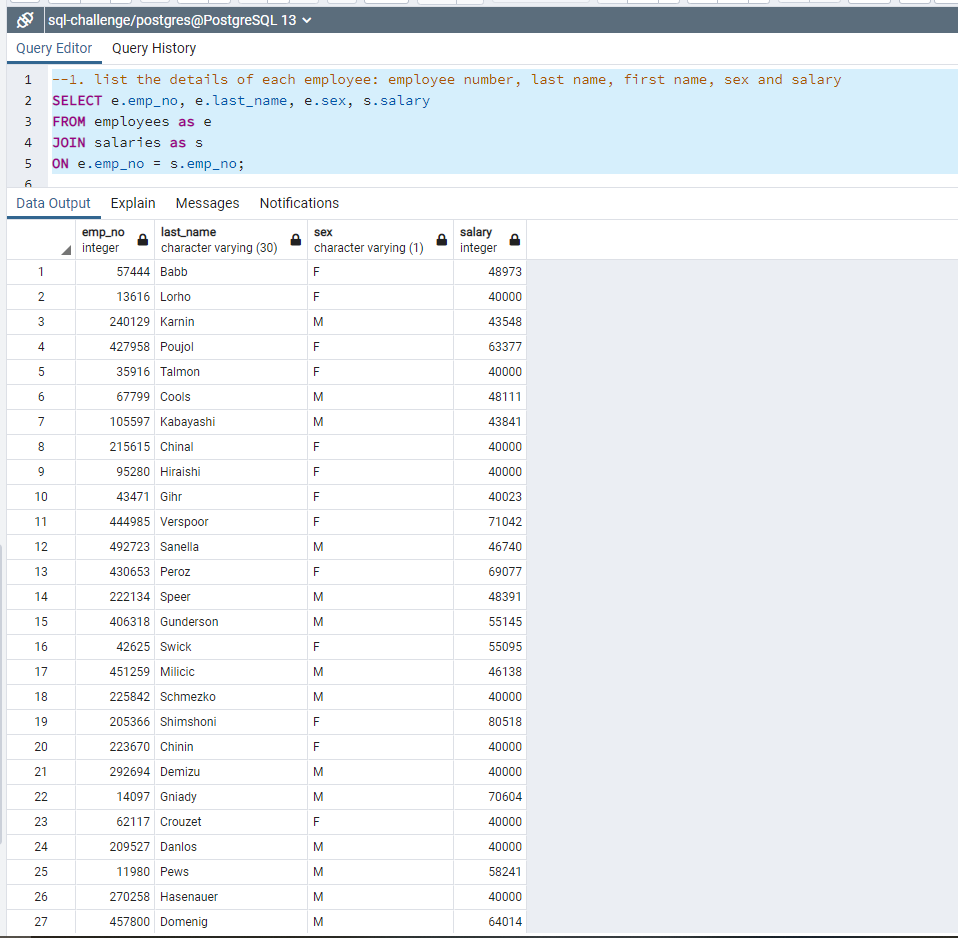 sql-challenge/postgres@PostgreSQL 13
Query Editor Query History
1 --1. list the details of each employee: employee number, last name, first name, sex and salary
2 SELECT e.emp_no, e.last_name, e.sex, s.salary
3 FROM employees as e
4 JOIN salaries as s
5 ON e.emp_no = s.emp_no;
6
Data Output Explain Messages Notifications
emp_no last_name sex salary
integer character varying (30) character varying (1) integer
1 57444 Babb F 48973
2 13616 Lorho F 40000
3 240129 Karnin M 43548
4 427958 Poujol F 63377
5 35916 Talmon F 40000
6 67799 Cools M 48111
7 105597 Kabayashi M 43841
8 215615 Chinal F 40000
9 95280 Hiraishi F 40000
10 43471 Gihr F 40023
11 444985 Verspoor F 71042
12 492723 Sanella M 46740
13 430653 Peroz F 69077
14 222134 Speer M 48391
15 406318 Gunderson M 55145
16 42625 Swick F 55095
17 451259 Milicic M 46138
18 225842 Schmezko M 40000
19 205366 Shimshoni F 80518
20 223670 Chinin F 40000
21 292694 Demizu M 40000
22 14097 Gniady M 70604
23 62117 Crouzet F 40000
24 209527 Danlos M 40000
25 11980 Pews M 58241
26 270258 Hasenauer M 40000
27 457800 Domenig M 64014